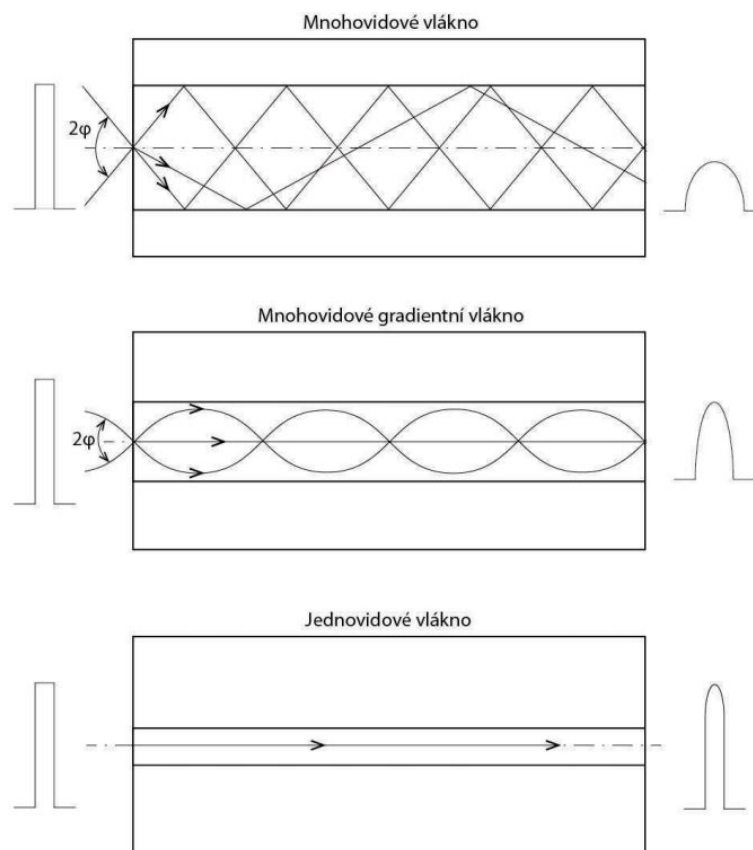 Mnohovidové vlákno
2φ
Mnohovidové gradientní vlákno
2φ
Jednovidové vlákno